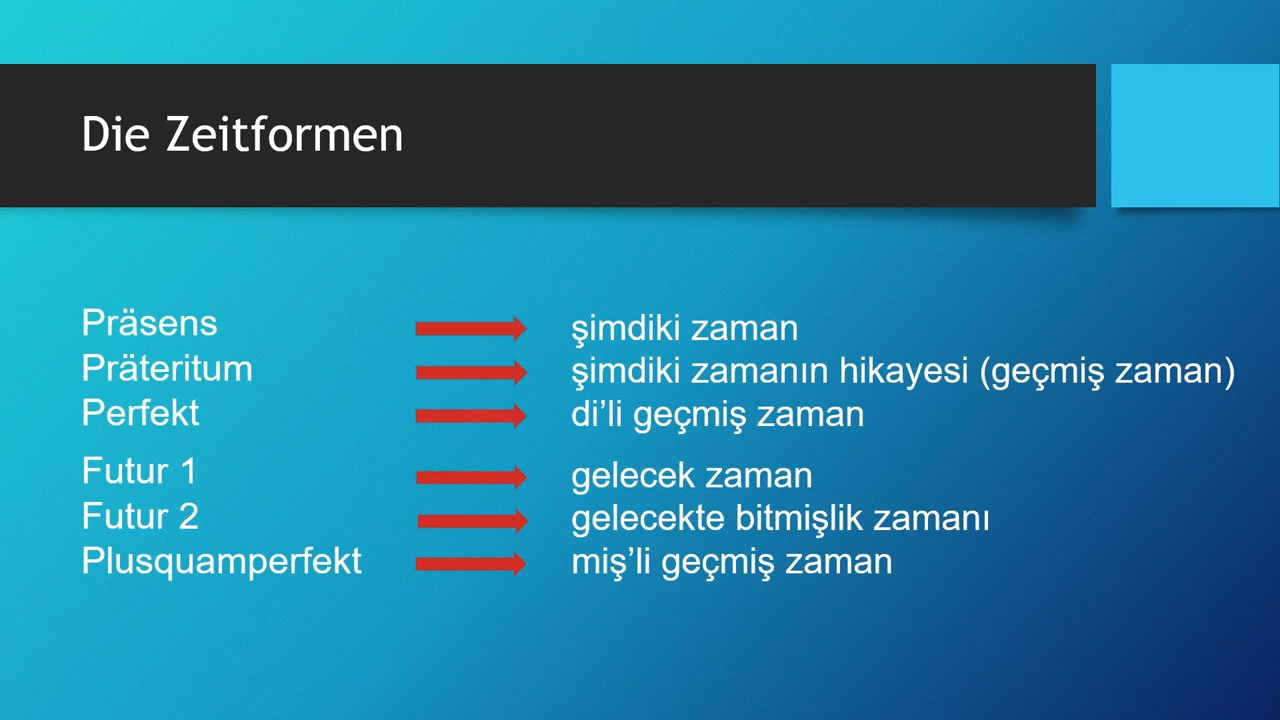 Die Zeitformen
Präsens şimdiki zaman
Präteritum şimdiki zamanın hikayesi (geçmiş zaman)
Perfekt di’li geçmiş zaman
Futur 1 gelecek zaman
Futur 2 gelecekte bitmişlik zamanı
Plusquamperfekt miş’li geçmiş zaman